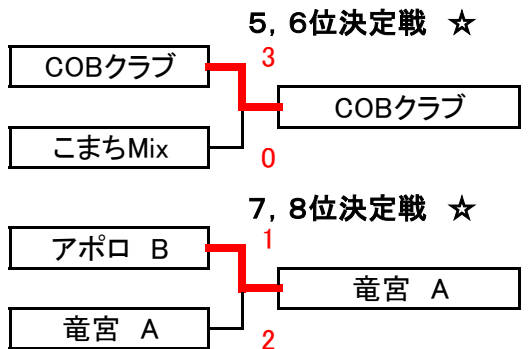 5，6位決定戦　☆
3
COBクラブ
COBクラブ
こまちMix
0
7，8位決定戦　☆
1
アポロ　B
竜宮　A
竜宮　A
2